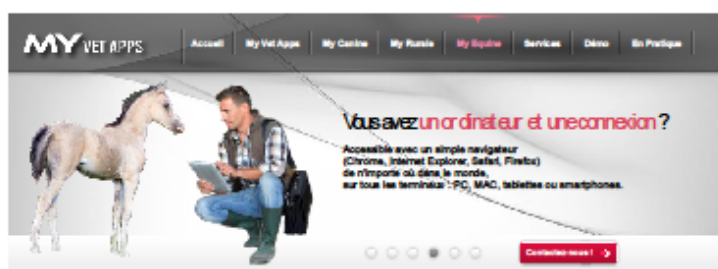 MY VET APPS
Accueil My Vet Apps My Canine My Rurale My Equine Services Démo En Pratique
Vous avez un ordinateur et une connexion ?
Accessible avec un simple navigateur
(Chrome, Internet Explorer, Safari, Firefox)
de n'importe où dans le monde,
sur tous les terminaux : PC, MAC, tablettes ou smartphones.
Contactez-nous !